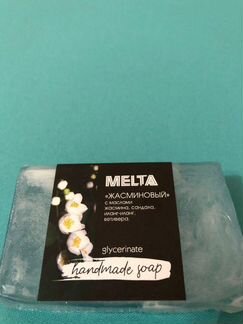 MELTA
«ЖАСМИНОВЫЙ»
с маслами
жасмина, сандала,
иланг-иланг,
ветивера.
glycerinate
handmade soap